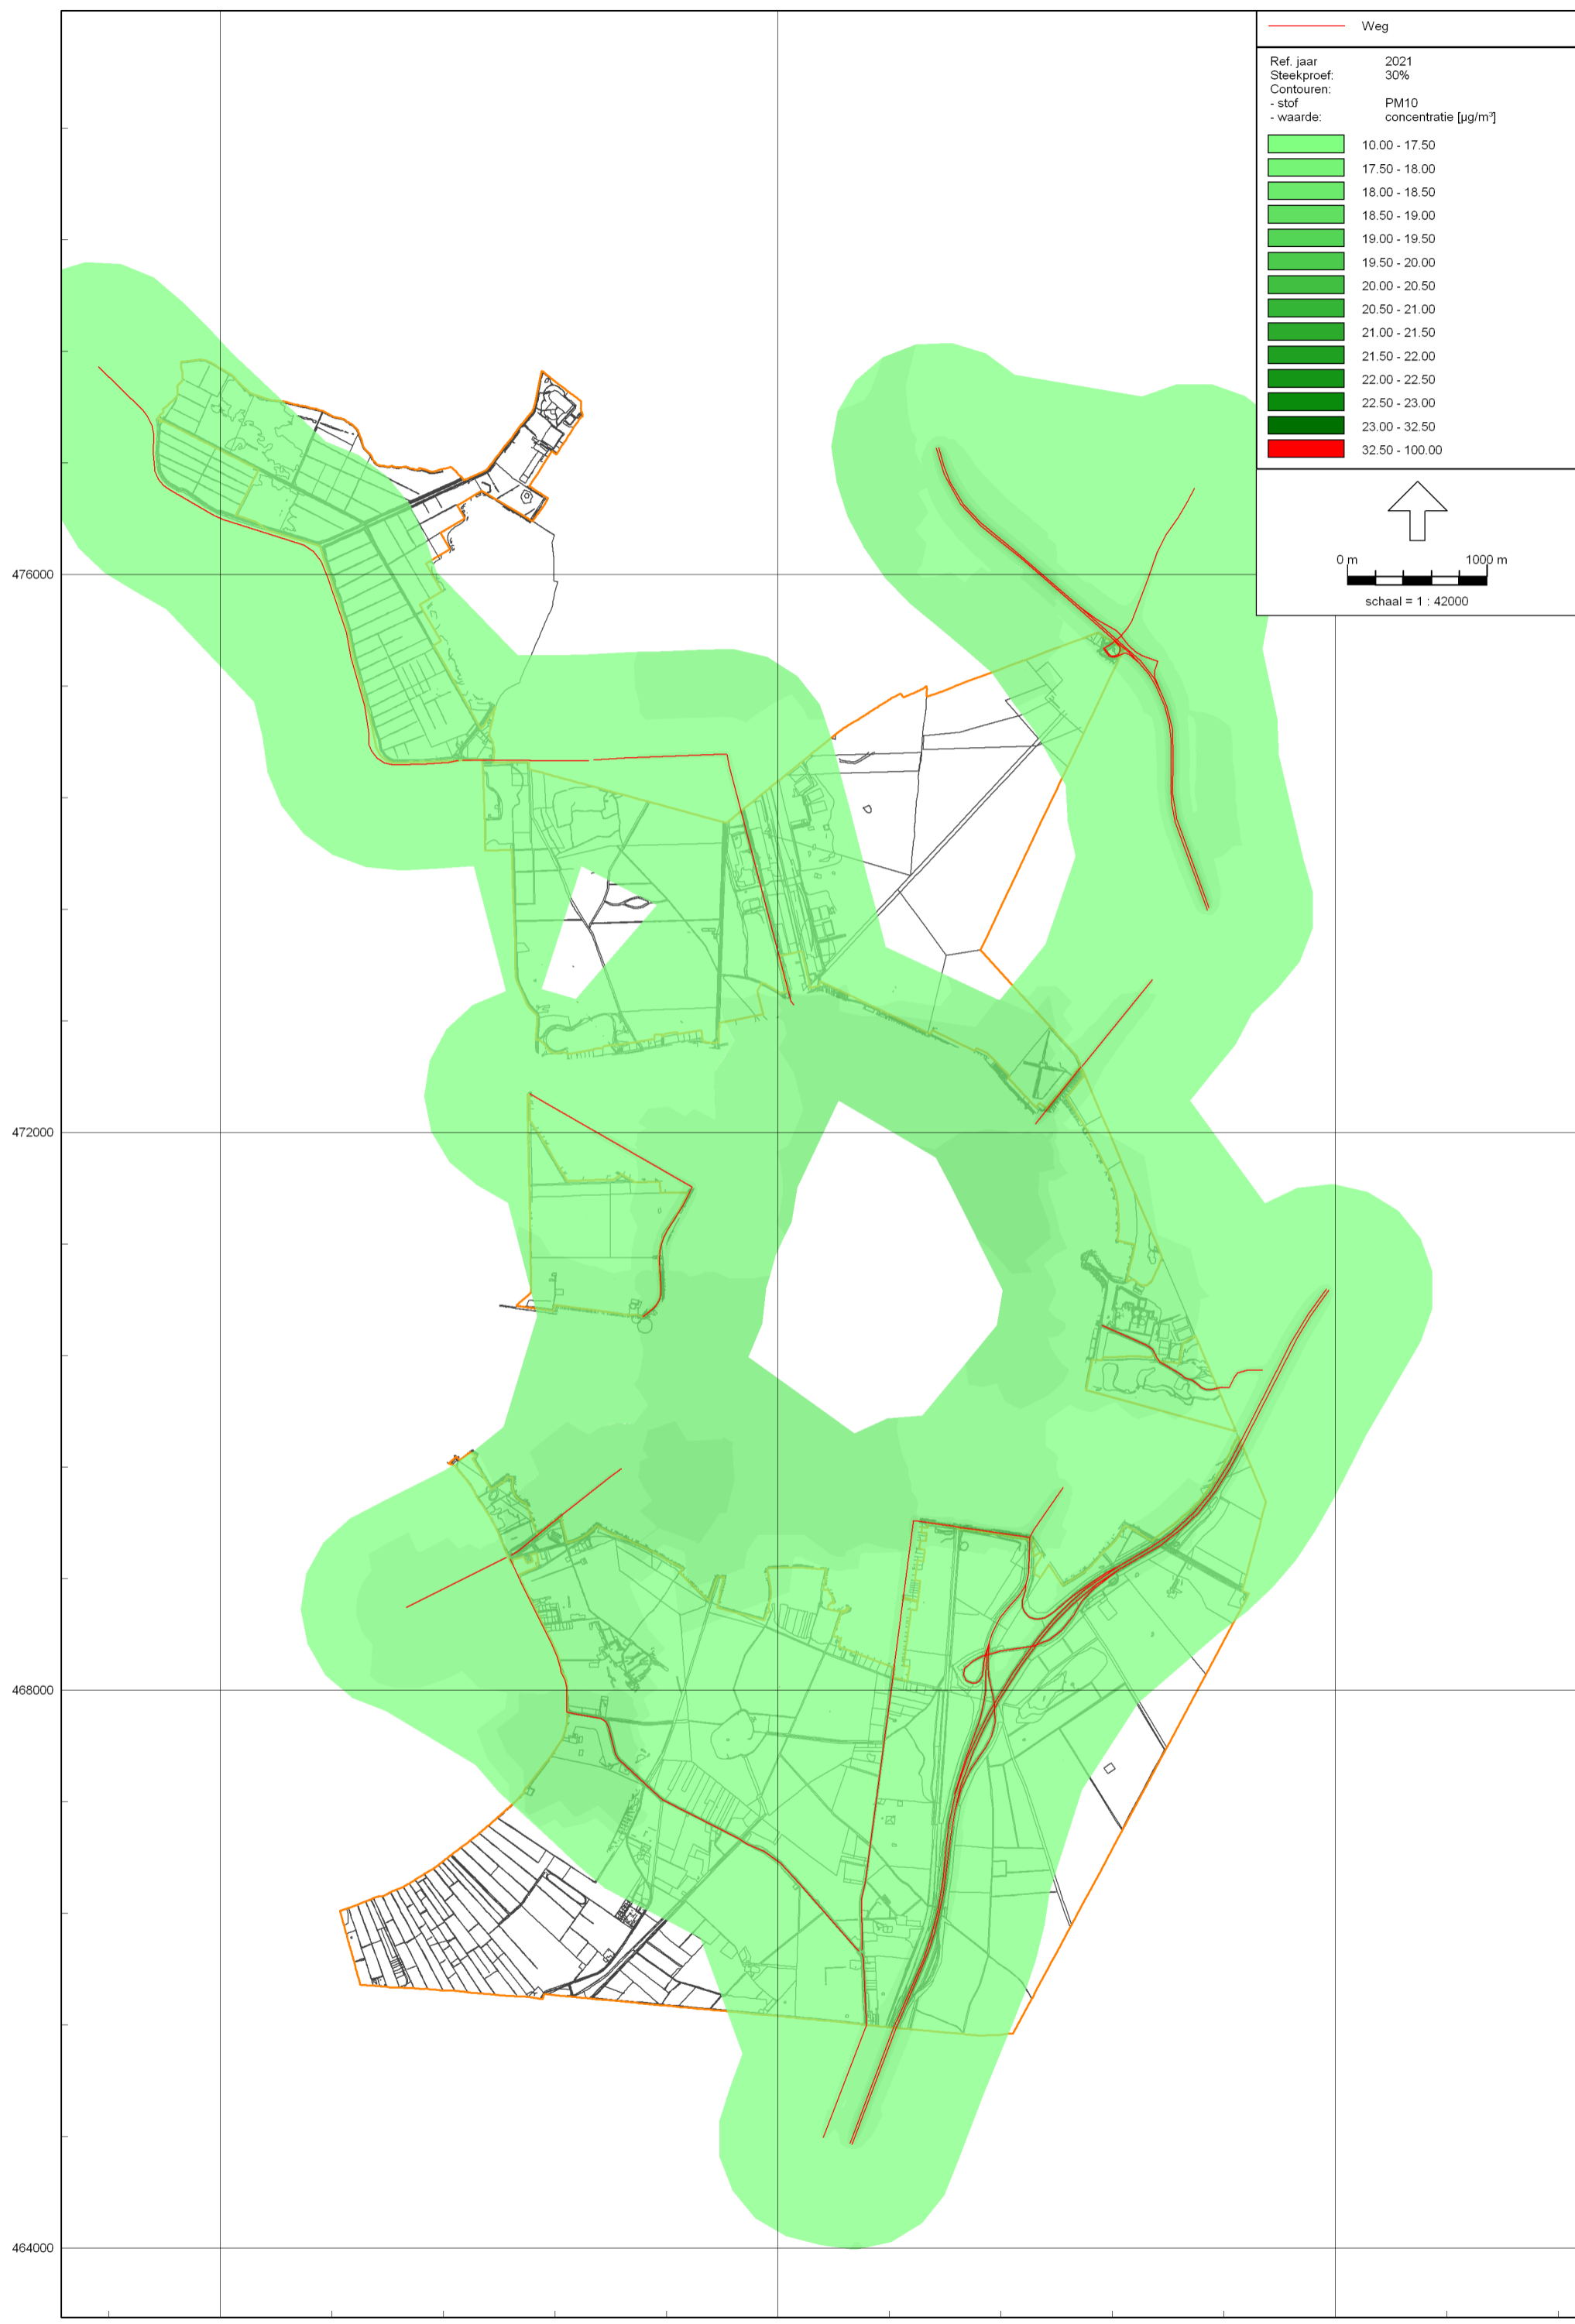 Weg
Ref. jaar 2021
Steekproef: 30%
Contouren:
- stof PM10
- waarde: concentratie [µg/m³]
10.00 - 17.50
17.50 - 18.00
18.00 - 18.50
18.50 - 19.00
19.00 - 19.50
19.50 - 20.00
20.00 - 20.50
20.50 - 21.00
21.00 - 21.50
21.50 - 22.00
22.00 - 22.50
22.50 - 23.00
23.00 - 32.50
32.50 - 100.00
0 m 1000 m
schaal = 1 : 42000
476000
472000
468000
464000